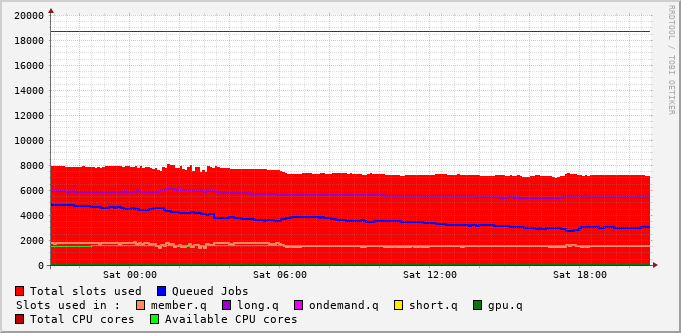 RRDTOOL / TOBI OETIKER
20000
18000
16000
14000
12000
10000
8000
6000
4000
2000
0
Sat 00:00 Sat 06:00 Sat 12:00 Sat 18:00
Total slots used Queued Jobs
Slots used in : member.q long.q ondemand.q short.q gpu.q
Total CPU cores Available CPU cores